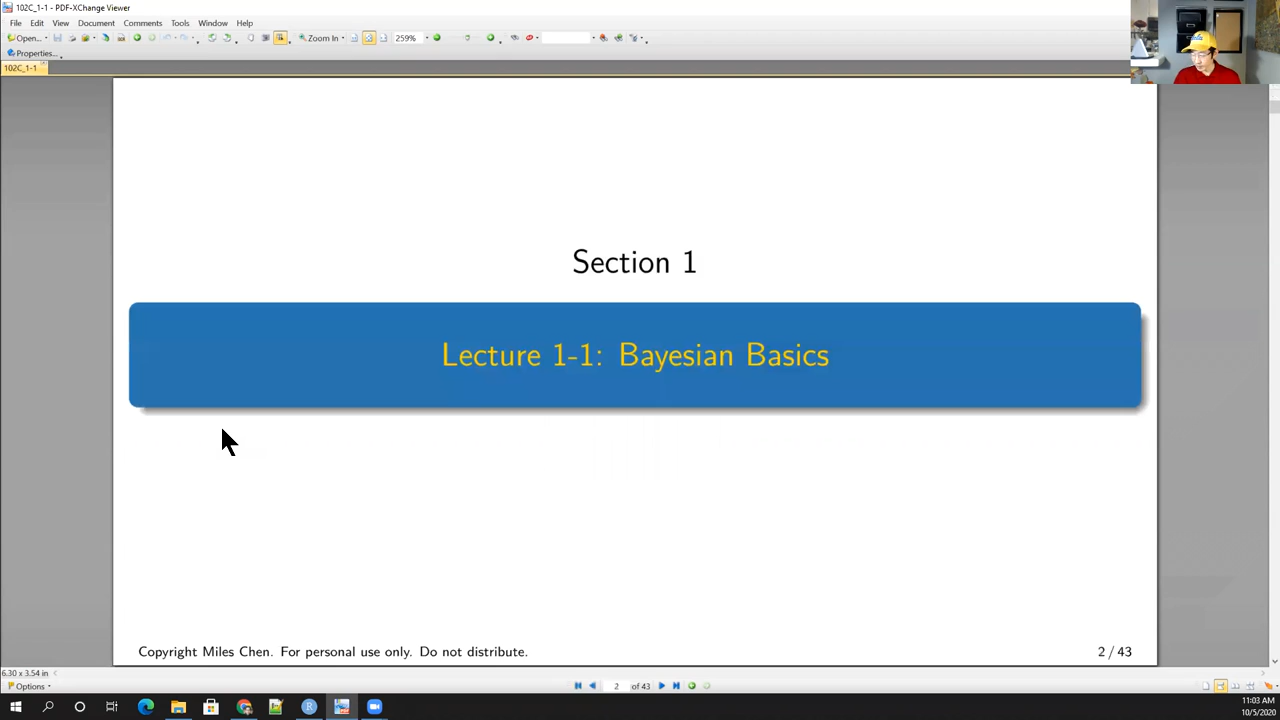 102C_1-1 - PDF-XChange Viewer
File Edit View Document Comments Tools Window Help
Open... Zoom In 259%
Properties...
102C_1-1
Section 1
Lecture 1-1: Bayesian Basics
Copyright Miles Chen. For personal use only. Do not distribute.
2 / 43
6.30 x 3.54 in
Options
2 of 43
11:03 AM
10/5/2020